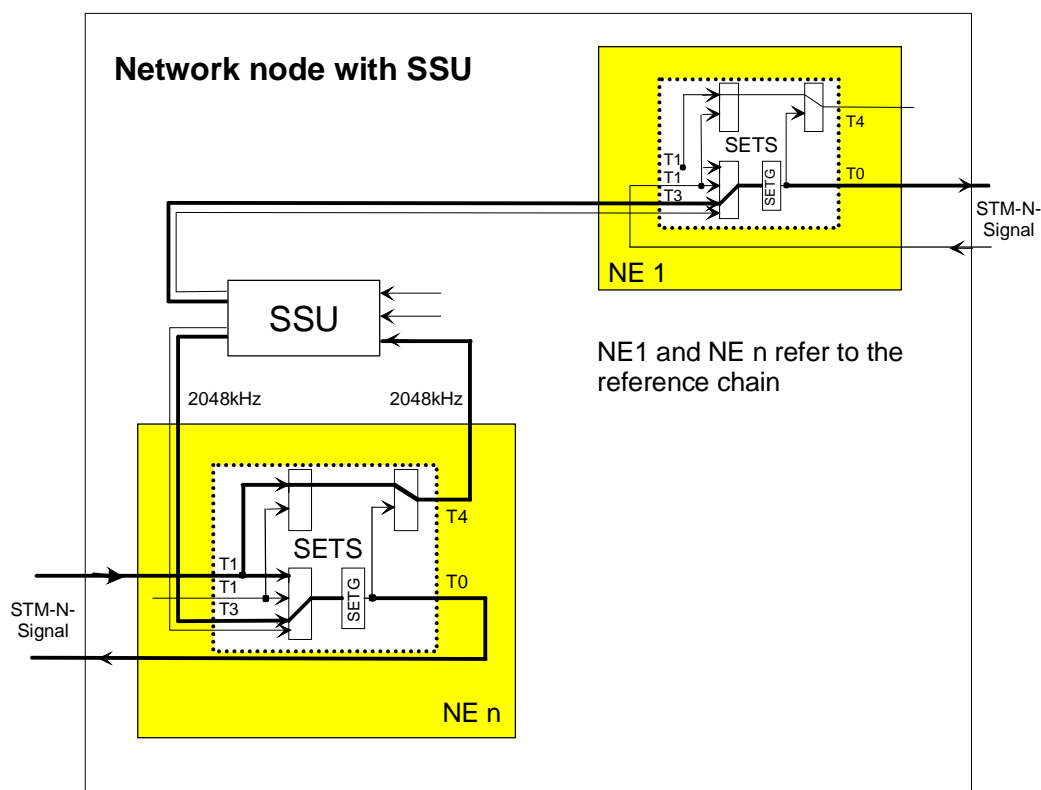 Network node with SSU
T4
SETS
T1
T1
T3
SETG
T0
STM-N-
Signal
NE 1
SSU
NE1 and NE n refer to the
reference chain
2048kHz
2048kHz
T4
SETS
T1
T1
T3
SETG
T0
STM-N-
Signal
NE n